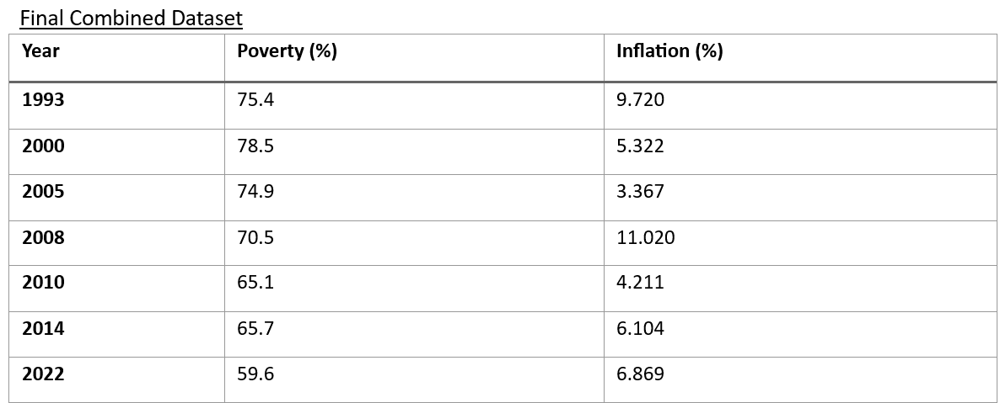 Final Combined Dataset
Year Poverty (%) Inflation (%)
1993 75.4 9.720
2000 78.5 5.322
2005 74.9 3.367
2008 70.5 11.020
2010 65.1 4.211
2014 65.7 6.104
2022 59.6 6.869